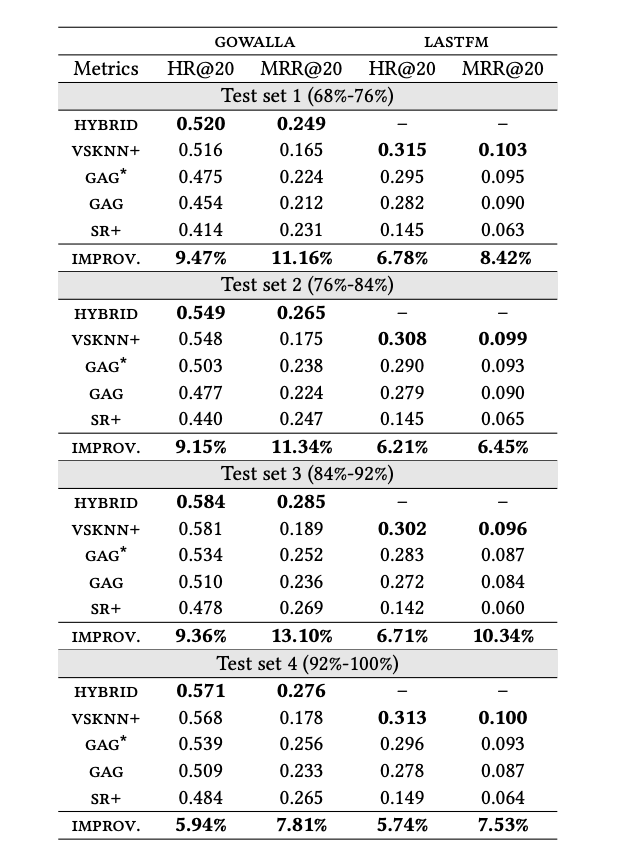 GOWALLA LASTFM
Metrics HR@20 MRR@20 HR@20 MRR@20
Test set 1 (68%-76%)
HYBRID 0.520 0.249 – –
VSKNN+ 0.516 0.165 0.315 0.103
GAG* 0.475 0.224 0.295 0.095
GAG 0.454 0.212 0.282 0.090
SR+ 0.414 0.231 0.145 0.063
IMPROV. 9.47% 11.16% 6.78% 8.42%
Test set 2 (76%-84%)
HYBRID 0.549 0.265 – –
VSKNN+ 0.548 0.175 0.308 0.099
GAG* 0.503 0.238 0.290 0.093
GAG 0.477 0.224 0.279 0.090
SR+ 0.440 0.247 0.145 0.065
IMPROV. 9.15% 11.34% 6.21% 6.45%
Test set 3 (84%-92%)
HYBRID 0.584 0.285 – –
VSKNN+ 0.581 0.189 0.302 0.096
GAG* 0.534 0.252 0.283 0.087
GAG 0.510 0.236 0.272 0.084
SR+ 0.478 0.269 0.142 0.060
IMPROV. 9.36% 13.10% 6.71% 10.34%
Test set 4 (92%-100%)
HYBRID 0.571 0.276 – –
VSKNN+ 0.568 0.178 0.313 0.100
GAG* 0.539 0.256 0.296 0.093
GAG 0.509 0.233 0.278 0.087
SR+ 0.484 0.265 0.149 0.064
IMPROV. 5.94% 7.81% 5.74% 7.53%